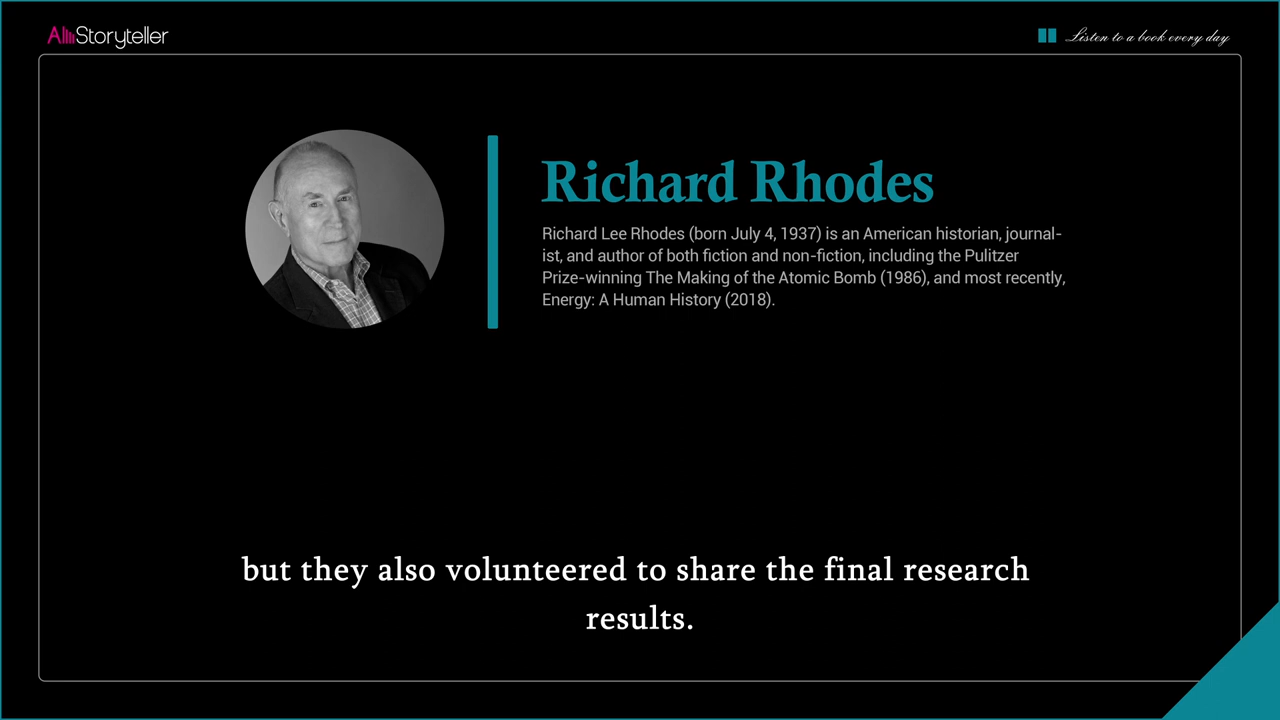 AllStoryteller
Listen to a book every day
Richard Rhodes
Richard Lee Rhodes (born July 4, 1937) is an American historian, journal-
ist, and author of both fiction and non-fiction, including the Pulitzer
Prize-winning The Making of the Atomic Bomb (1986), and most recently,
Energy: A Human History (2018).
but they also volunteered to share the final research
results.